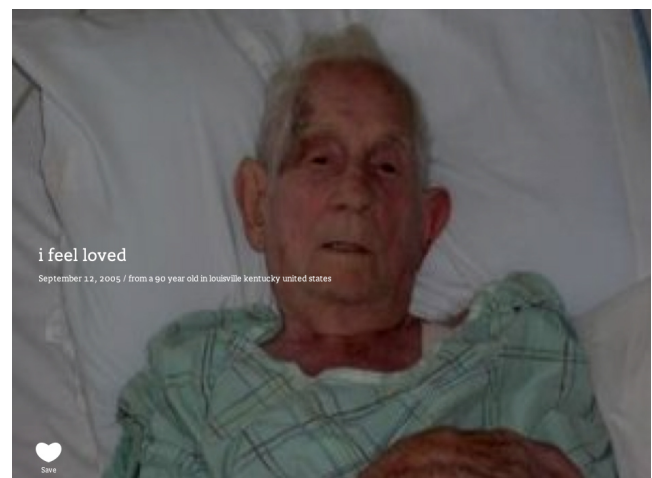 i feel loved
September 12, 2005 / from a 90 year old in louisville kentucky united states
Save